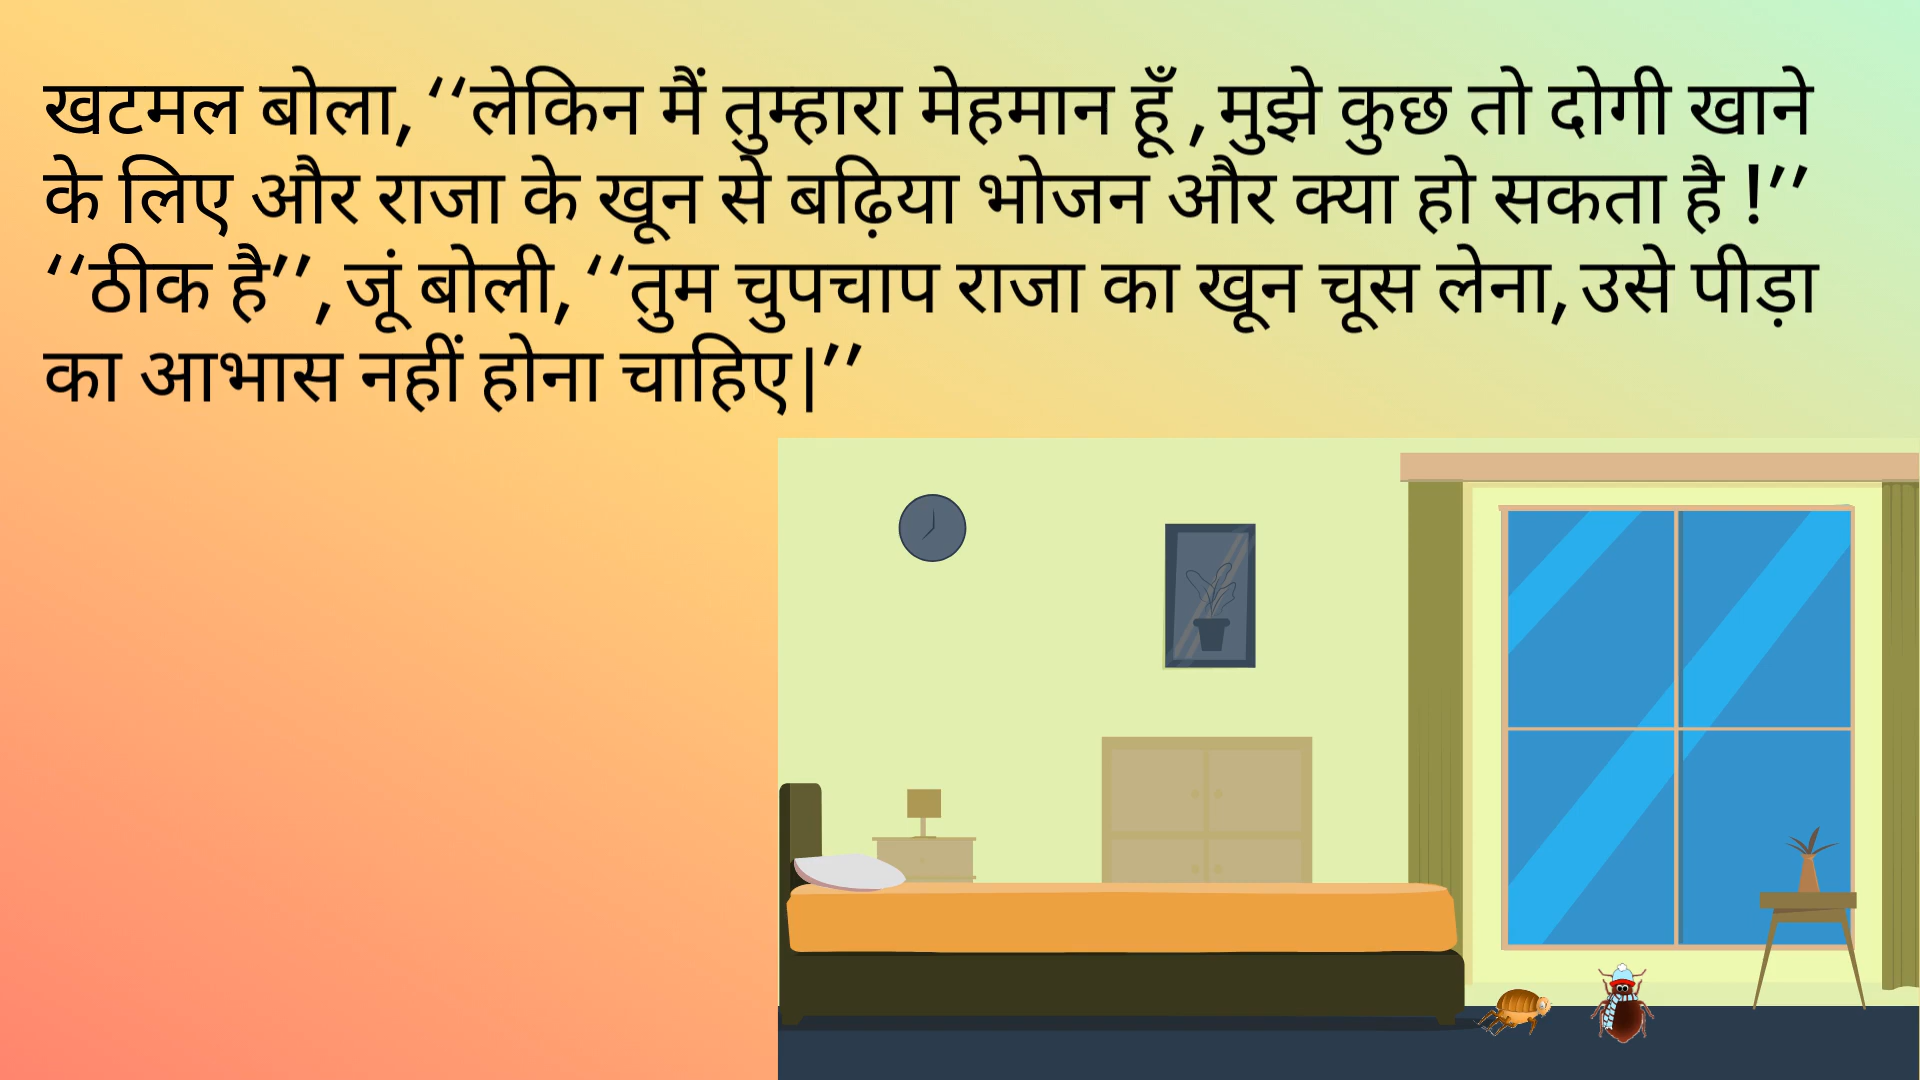 खटमल बोला, ‘‘लेकिन मैं तुम्हारा मेहमान हूँ , मुझे कुछ तो दोगी खाने
के लिए और राजा के खून से बढ़िया भोजन और क्या हो सकता है !’’
‘‘ठीक है’’, जूं बोली, ‘‘तुम चुपचाप राजा का खून चूस लेना, उसे पीड़ा
का आभास नहीं होना चाहिए|’’